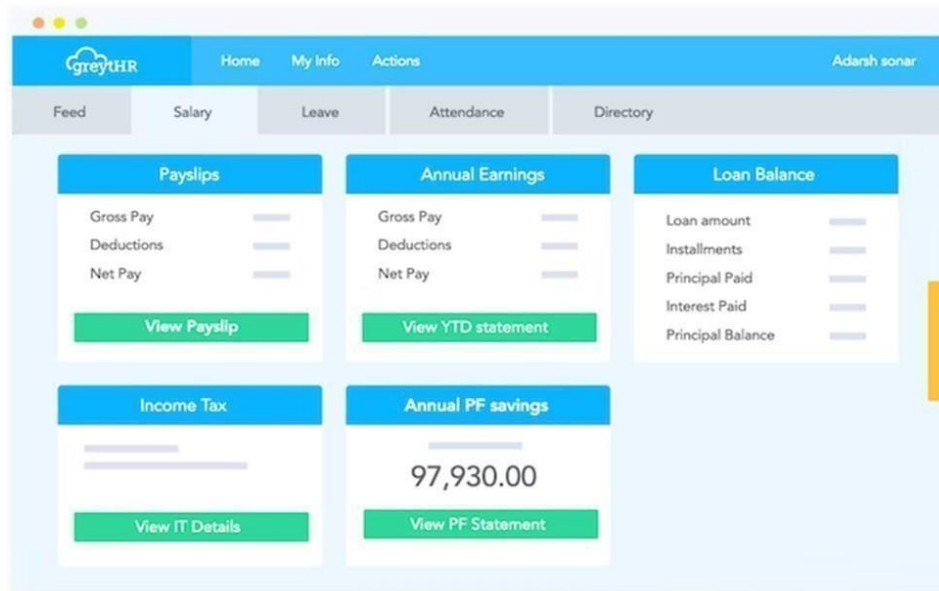 greytHR Home My Info Actions Adarsh sonar
Feed Salary Leave Attendance Directory
Payslips
Gross Pay
Deductions
Net Pay
View Payslip
Annual Earnings
Gross Pay
Deductions
Net Pay
View YTD statement
Loan Balance
Loan amount
Installments
Principal Paid
Interest Paid
Principal Balance
Income Tax
View IT Details
Annual PF savings
97,930.00
View PF Statement